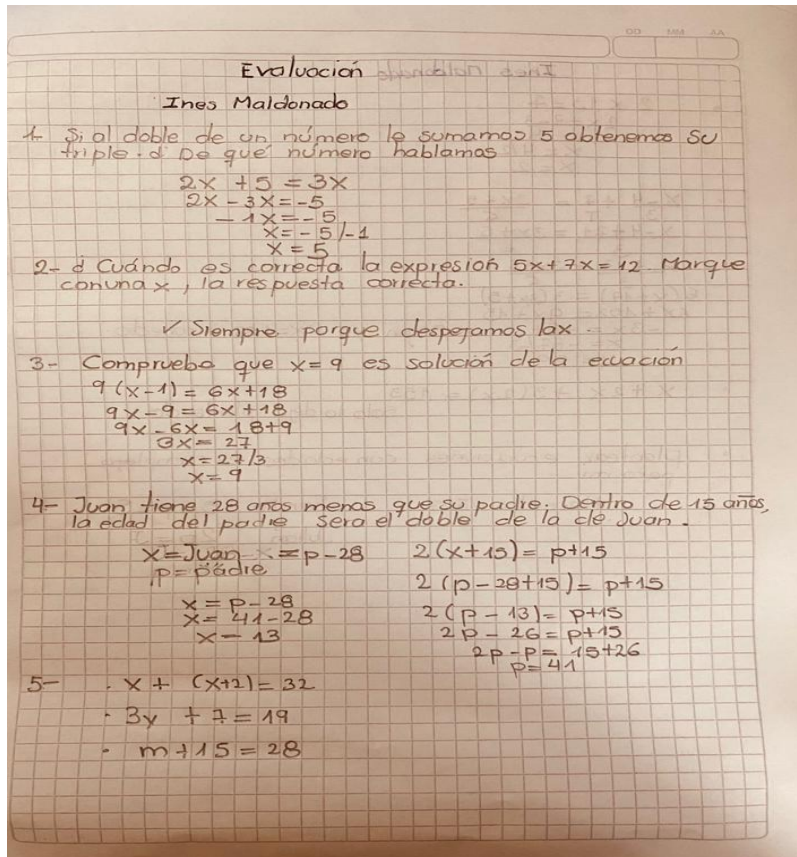 DD MM AA
Evaluación
Ines Maldonado
1- Si al doble de un número le sumamos 5 obtenemos su
triple. ¿ De qué número hablamos
2x + 5 = 3x
2x - 3x = -5
- 1x = - 5
x = - 5 / -1
x = 5
2- ¿ Cuándo es correcta la expresión 5x + 7x = 12. Marque
con una x, la respuesta correcta.
✓ Siempre porque despejamos la x.
3- Comprueba que x = 9 es solución de la ecuación
9 (x - 1) = 6x + 18
9x - 9 = 6x + 18
9x - 6x = 18 + 9
3x = 27
x = 27/3
x = 9
4- Juan tiene 28 anos menos que su padre. Dentro de 15 años,
la edad del padre sera el doble de la de Juan.
x = Juan x = p - 28
p = padre
x = p - 28
x = 41 - 28
x - 13
2 (x + 15) = p + 15
2 (p - 28 + 15) = p + 15
2 (p - 13) = p + 15
2p - 26 = p + 15
2p - p = 15 + 26
p = 41
5- . x + (x+2) = 32
. 3y + 7 = 19
. m + 15 = 28